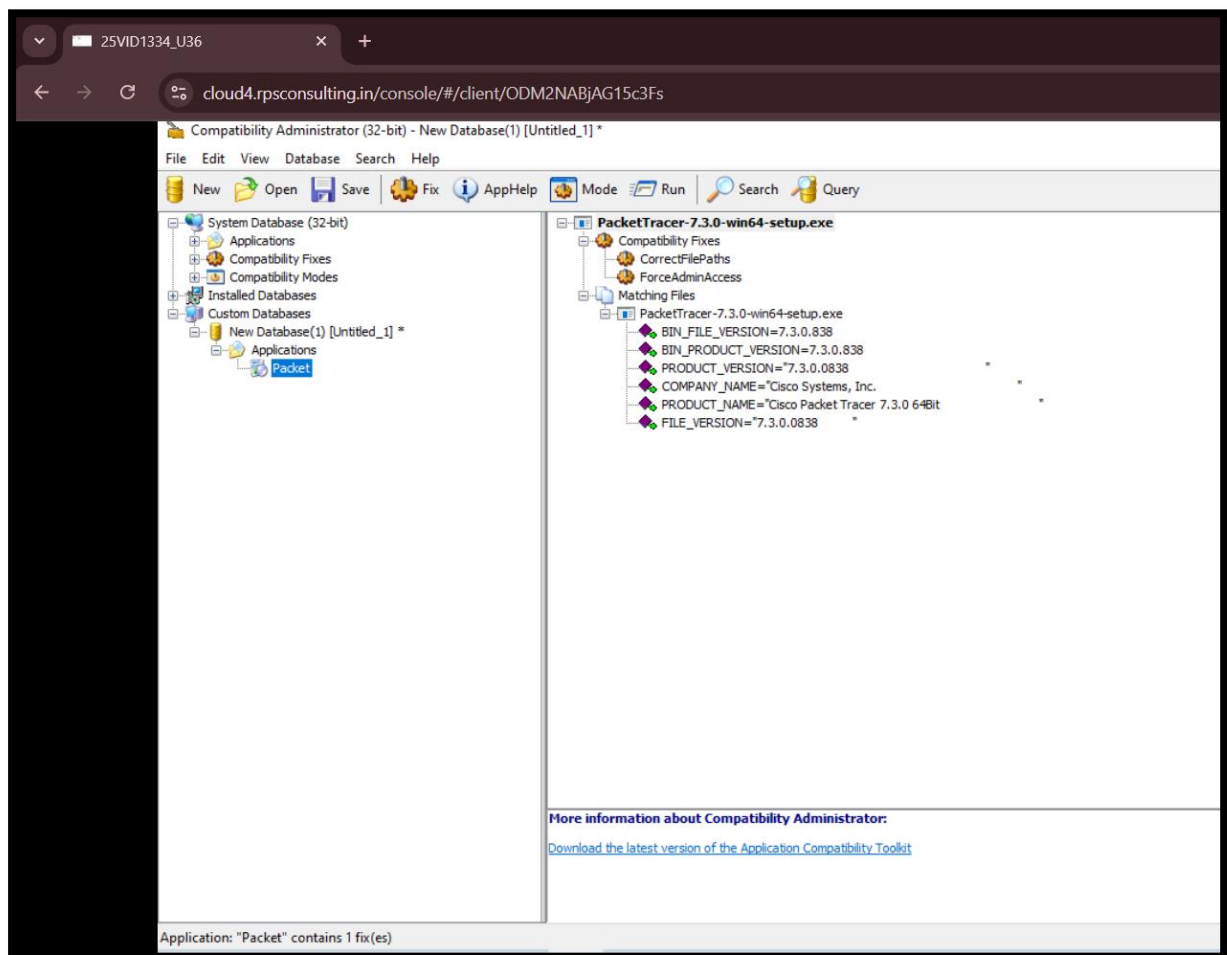 25VID1334_U36
cloud4.rpsconsulting.in/console/#/client/ODM2NABjAG15c3Fs
Compatibility Administrator (32-bit) - New Database(1) [Untitled_1] *
File Edit View Database Search Help
New Open Save Fix AppHelp Mode Run Search Query
System Database (32-bit)
Applications
Compatibility Fixes
Compatibility Modes
Installed Databases
Custom Databases
New Database(1) [Untitled_1] *
Applications
Packet
PacketTracer-7.3.0-win64-setup.exe
Compatibility Fixes
CorrectFilePaths
ForceAdminAccess
Matching Files
PacketTracer-7.3.0-win64-setup.exe
BIN_FILE_VERSION=7.3.0.838
BIN_PRODUCT_VERSION=7.3.0.838
PRODUCT_VERSION="7.3.0.0838 "
COMPANY_NAME="Cisco Systems, Inc. "
PRODUCT_NAME="Cisco Packet Tracer 7.3.0 64Bit "
FILE_VERSION="7.3.0.0838 "
More information about Compatibility Administrator:
Download the latest version of the Application Compatibility Toolkit
Application: "Packet" contains 1 fix(es)